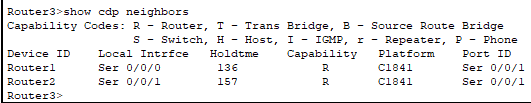 Router3>show cdp neighbors
Capability Codes: R - Router, T - Trans Bridge, B - Source Route Bridge
                  S - Switch, H - Host, I - IGMP, r - Repeater, P - Phone
Device ID    Local Intrfce   Holdtme    Capability   Platform    Port ID
Router1      Ser 0/0/0        136            R       C1841       Ser 0/0/1
Router2      Ser 0/0/1        157            R       C1841       Ser 0/0/1
Router3>